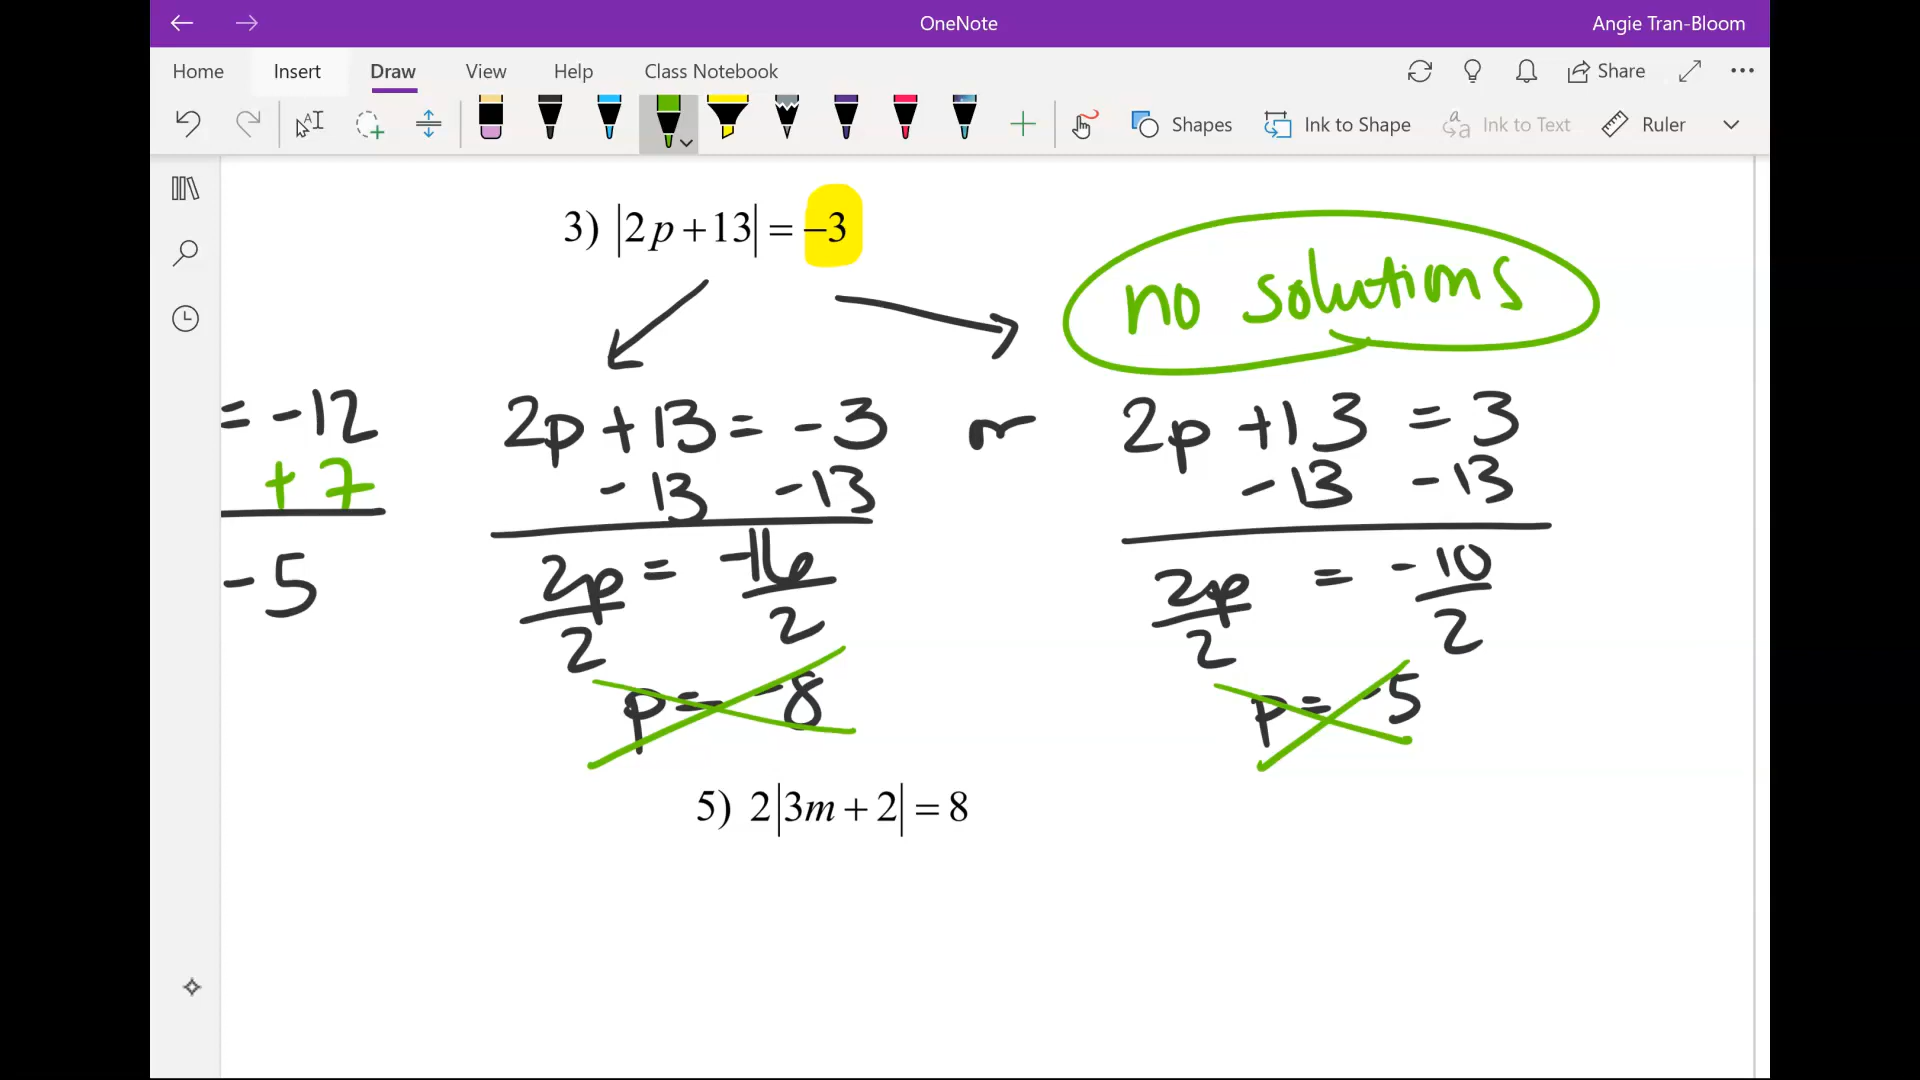 OneNote
Angie Tran-Bloom
Home Insert Draw View Help Class Notebook Share
Shapes Ink to Shape Ink to Text Ruler
3) |2p+13| = –3
no solutions
= -12
+ 7
- 5
2p + 13 = - 3 or 2p + 13 = 3
- 13 - 13 - 13 - 13
2p/2 = -16/2 2p/2 = -10/2
p = - 8 p = - 5
5) 2|3m + 2| = 8